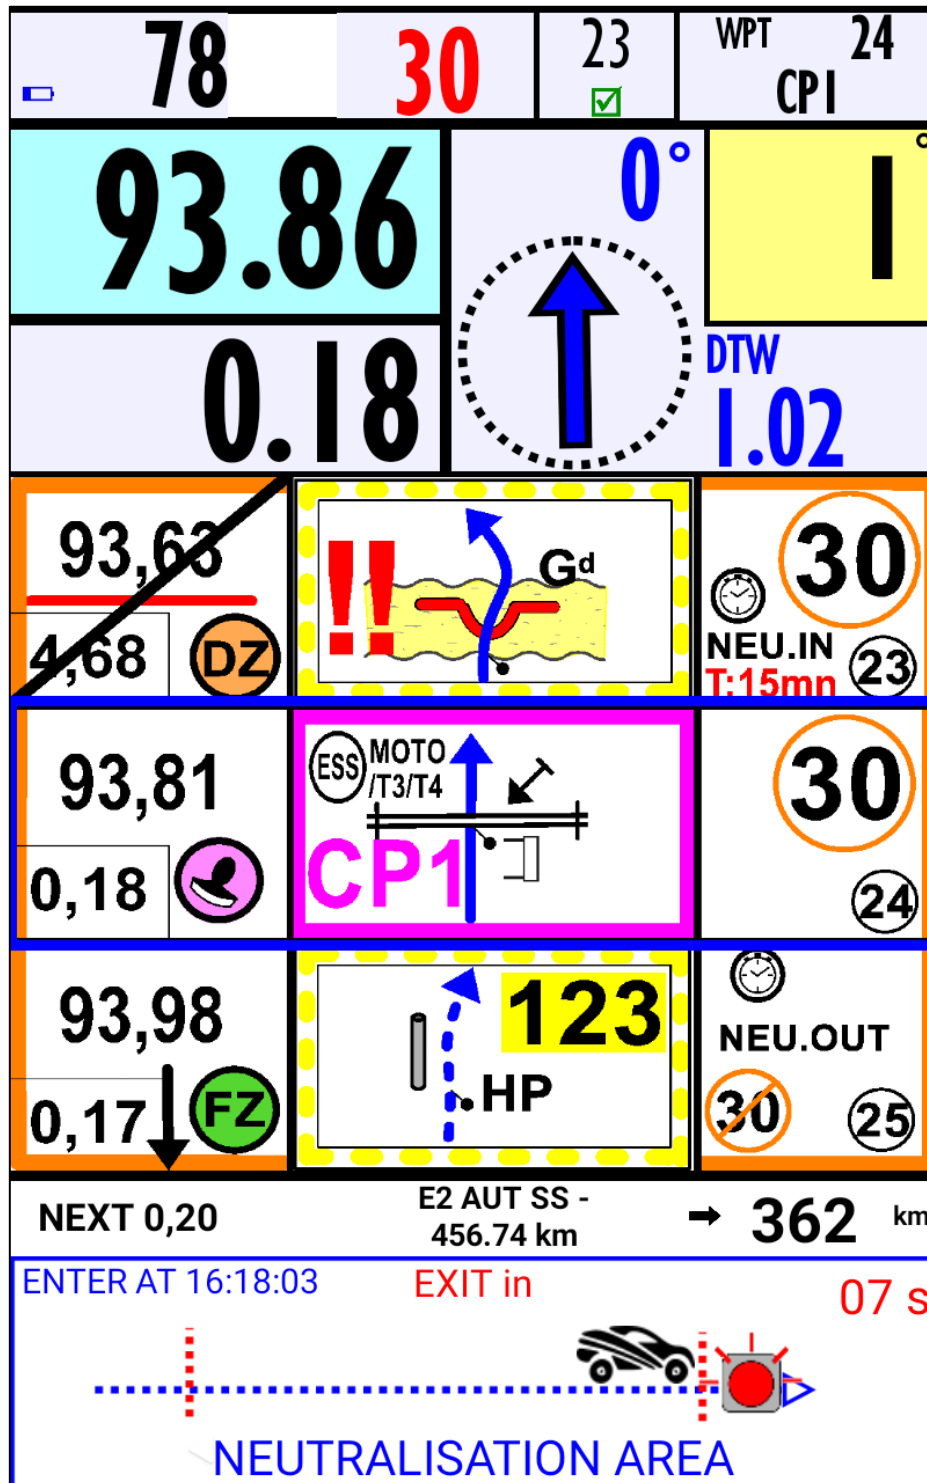 78 30 23 WPT 24
CP1
93.86 0° 1°
0.18 DTW
1.02
93,63 !! Gd 30
4,68 DZ NEU.IN
T:15mn 23
93,81 ESS MOTO
/T3/T4 30
0,18 CP1 24
93,98 123 NEU.OUT
0,17 FZ HP 30 25
NEXT 0,20 E2 AUT SS -
456.74 km 362 km
ENTER AT 16:18:03 EXIT in 07 s
NEUTRALISATION AREA